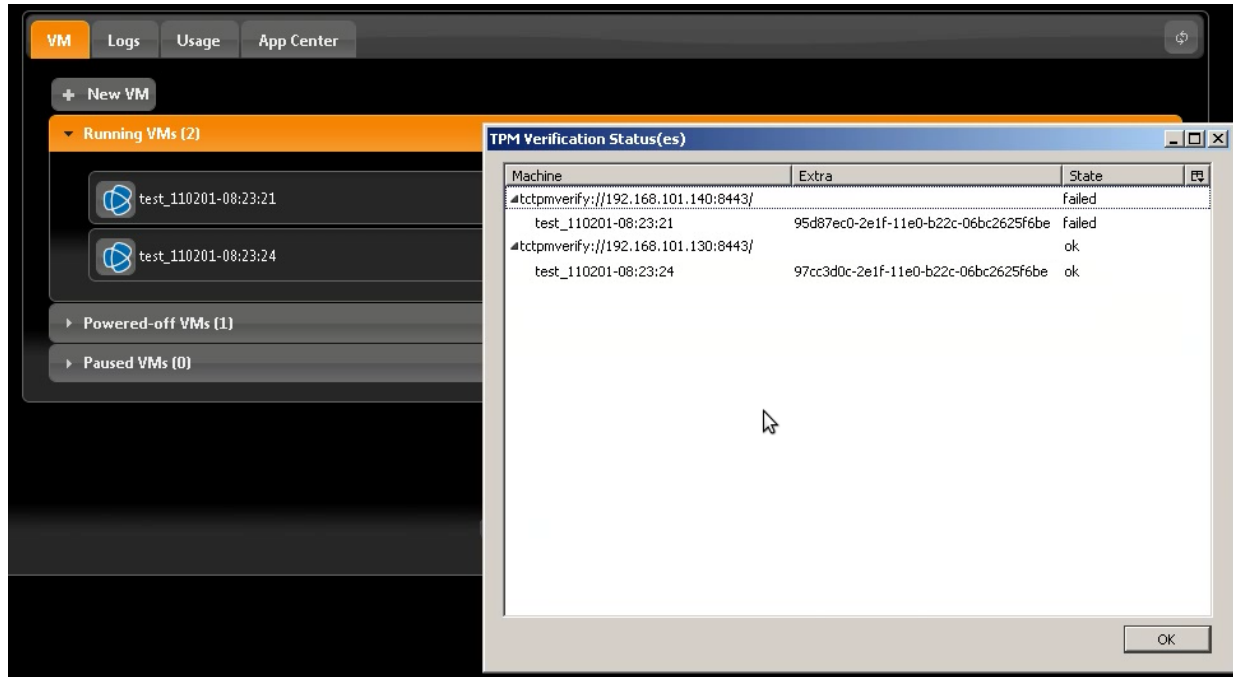 VM Logs Usage App Center
+ New VM
Running VMs (2)
test_110201-08:23:21
test_110201-08:23:24
Powered-off VMs (1)
Paused VMs (0)
TPM Verification Status(es)
Machine Extra State
tctpmverify://192.168.101.140:8443/ failed
test_110201-08:23:21 95d87ec0-2e1f-11e0-b22c-06bc2625f6be failed
tctpmverify://192.168.101.130:8443/ ok
test_110201-08:23:24 97cc3d0c-2e1f-11e0-b22c-06bc2625f6be ok
OK